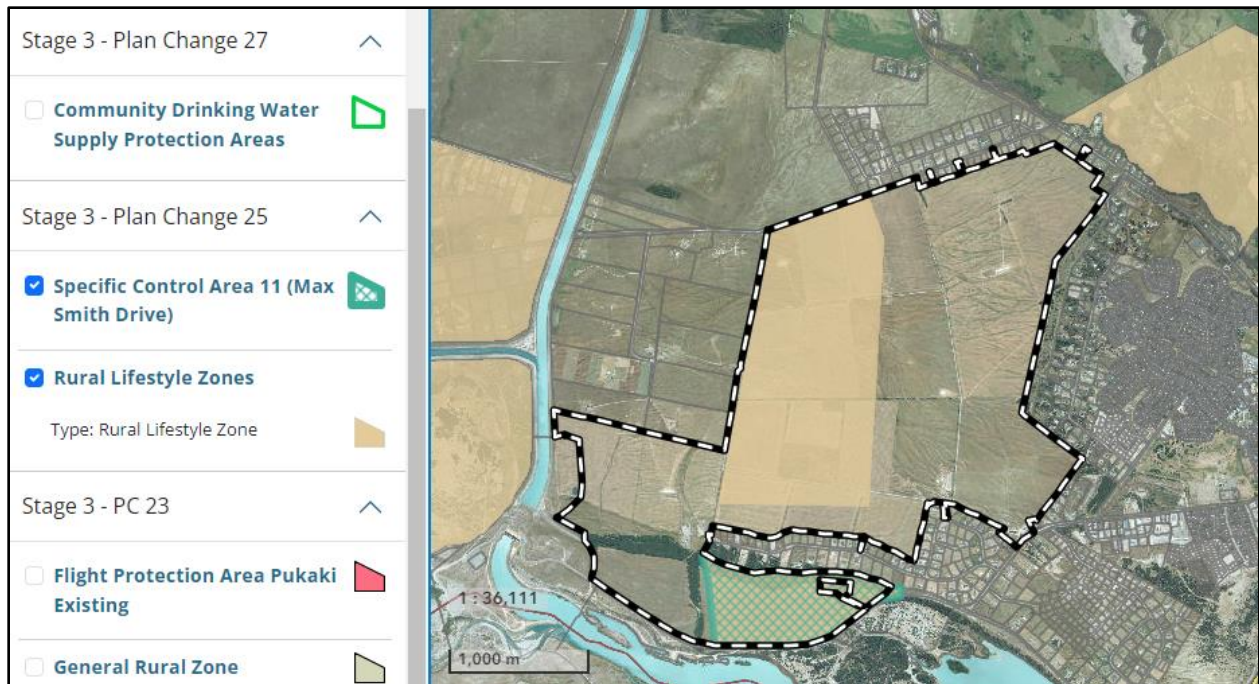 Stage 3 - Plan Change 27
Community Drinking Water
Supply Protection Areas
Stage 3 - Plan Change 25
Specific Control Area 11 (Max
Smith Drive)
Rural Lifestyle Zones
Type: Rural Lifestyle Zone
Stage 3 - PC 23
Flight Protection Area Pukaki
Existing
General Rural Zone
1 : 36,111
1,000 m